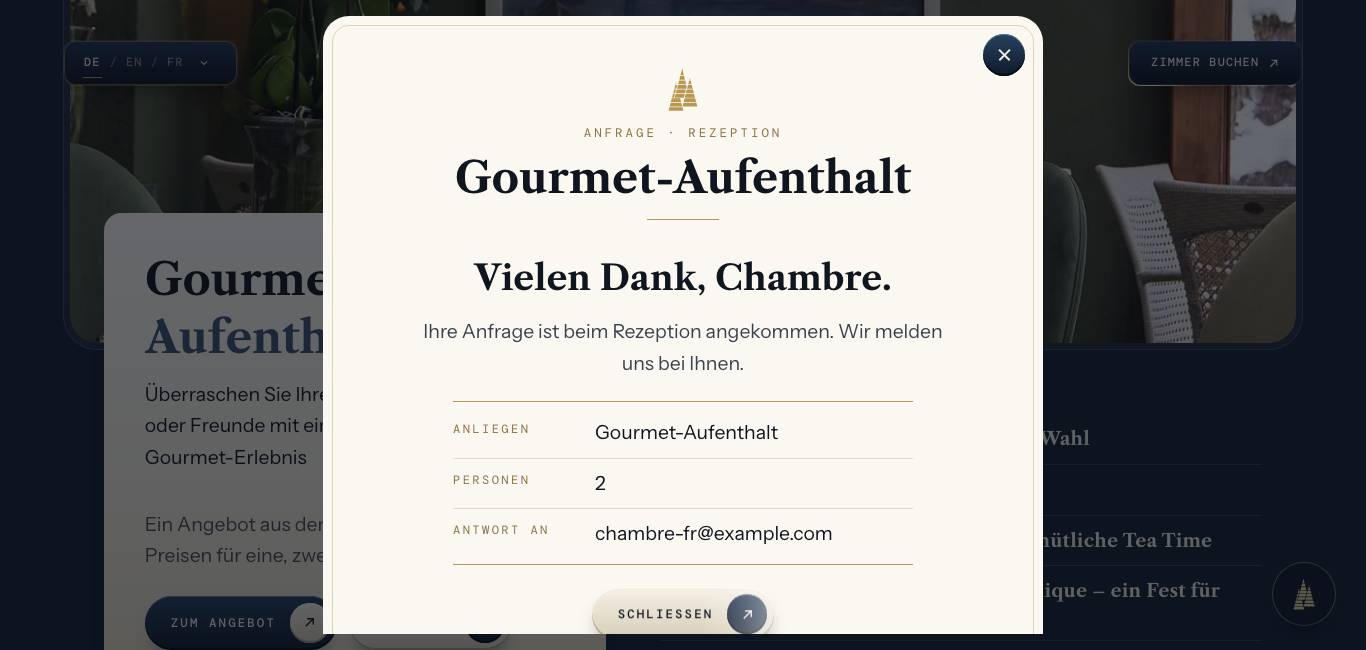 DE / EN / FR
ZIMMER BUCHEN
ANFRAGE · REZEPTION
Gourmet-Aufenthalt
Vielen Dank, Chambre.
Ihre Anfrage ist beim Rezeption angekommen. Wir melden
uns bei Ihnen.
ANLIEGEN Gourmet-Aufenthalt
PERSONEN 2
ANTWORT AN chambre-fr@example.com
SCHLIESSEN
Gourme
Aufenth
Überraschen Sie Ihre
oder Freunde mit ei
Gourmet-Erlebnis
Ein Angebot aus der
Preisen für eine, zwe
ZUM ANGEBOT
Wahl
nütliche Tea Time
ique – ein Fest für